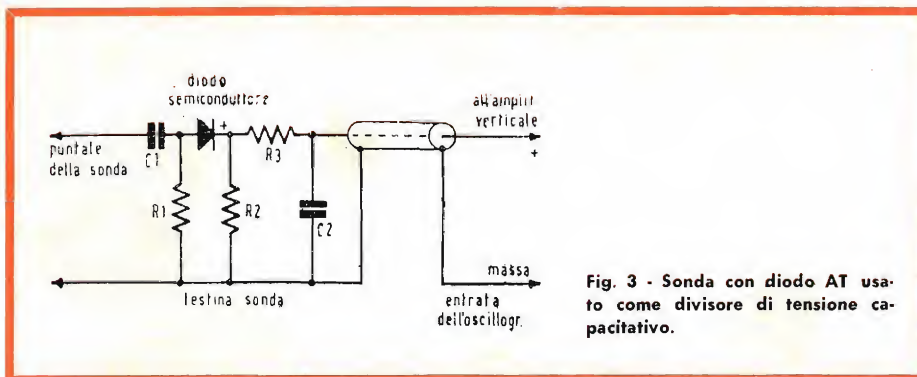 diodo
semiconduttore
+
puntale
della sonda
C1
R1
R2
R3
C2
all'amplif.
verticale
+
testina sonda
massa
entrata
dell'oscillogr.
Fig. 3 - Sonda con diodo AT usa-
to come divisore di tensione ca-
pacitativo.